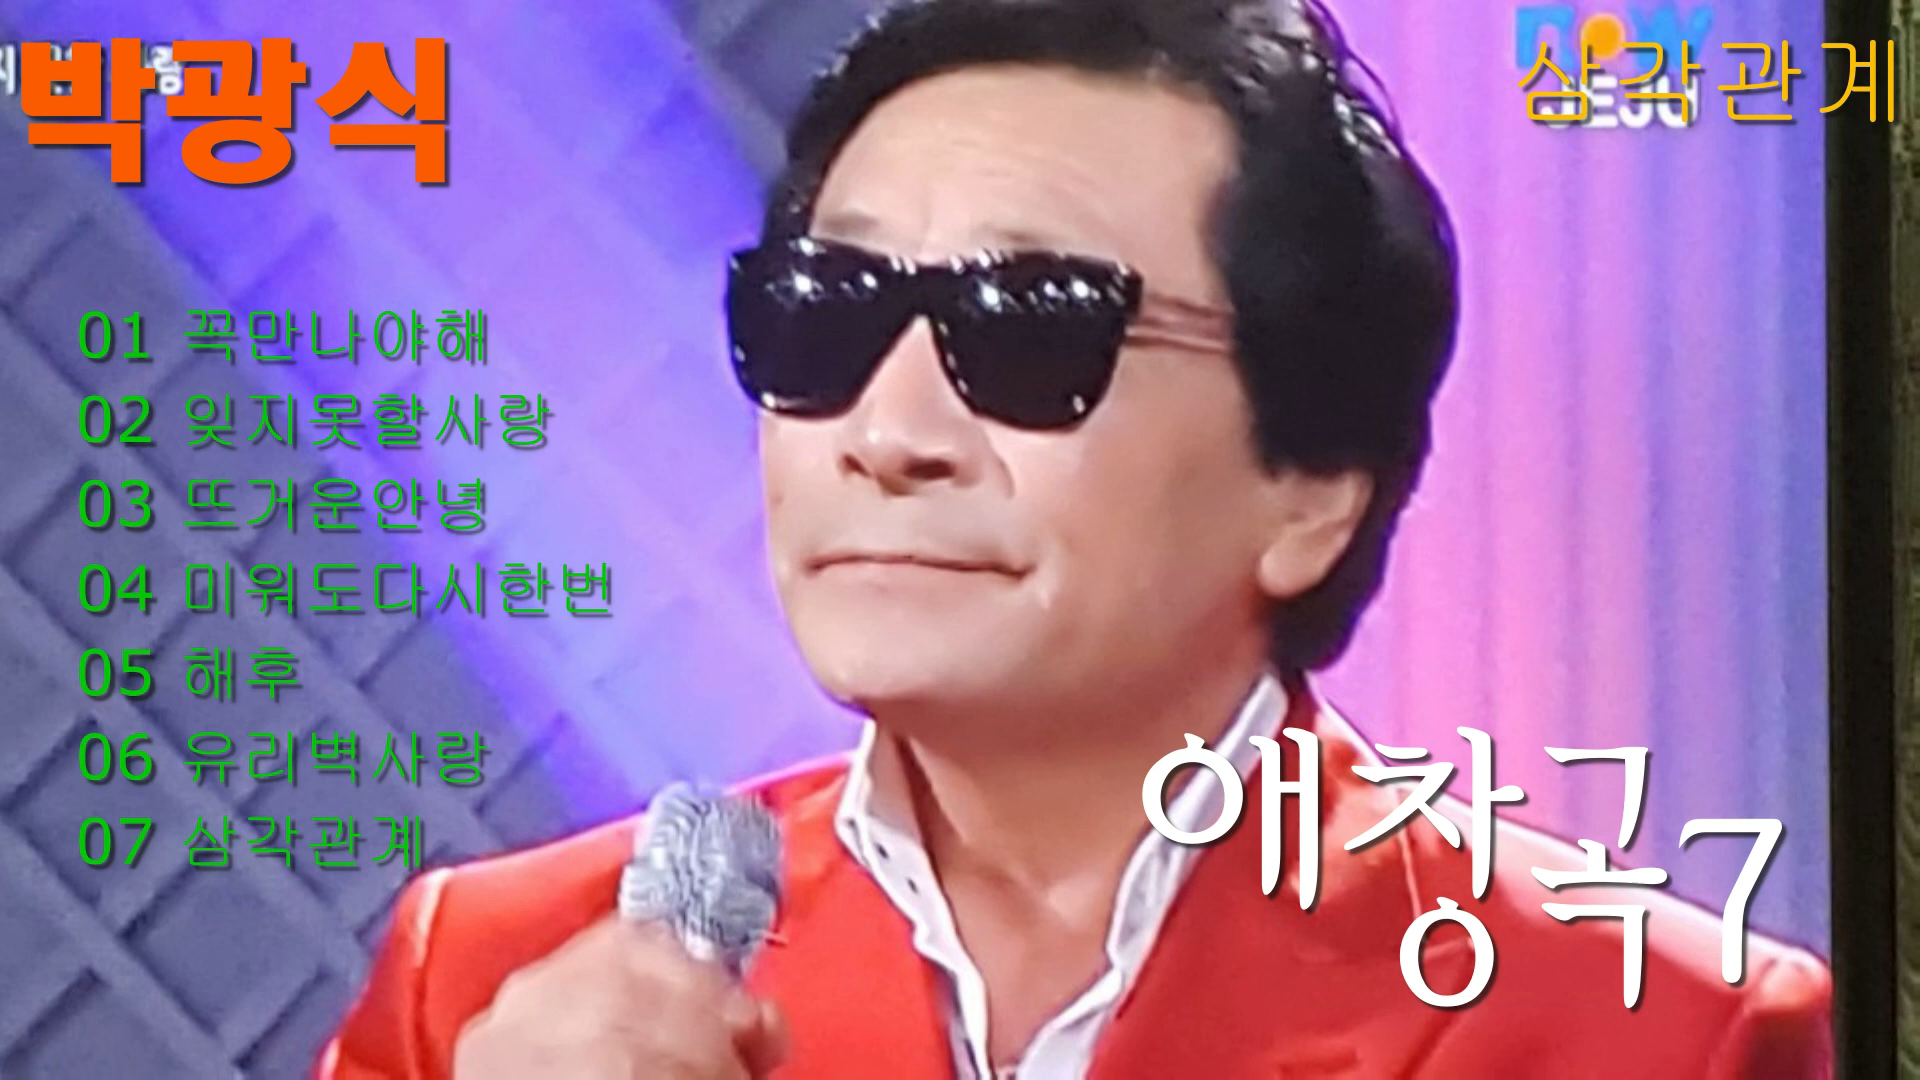 박광식
삼각관계
now
JEJU
01 꼭만나야해
02 잊지못할사랑
03 뜨거운안녕
04 미워도다시한번
05 해후
06 유리벽사랑
07 삼각관계
애창곡7